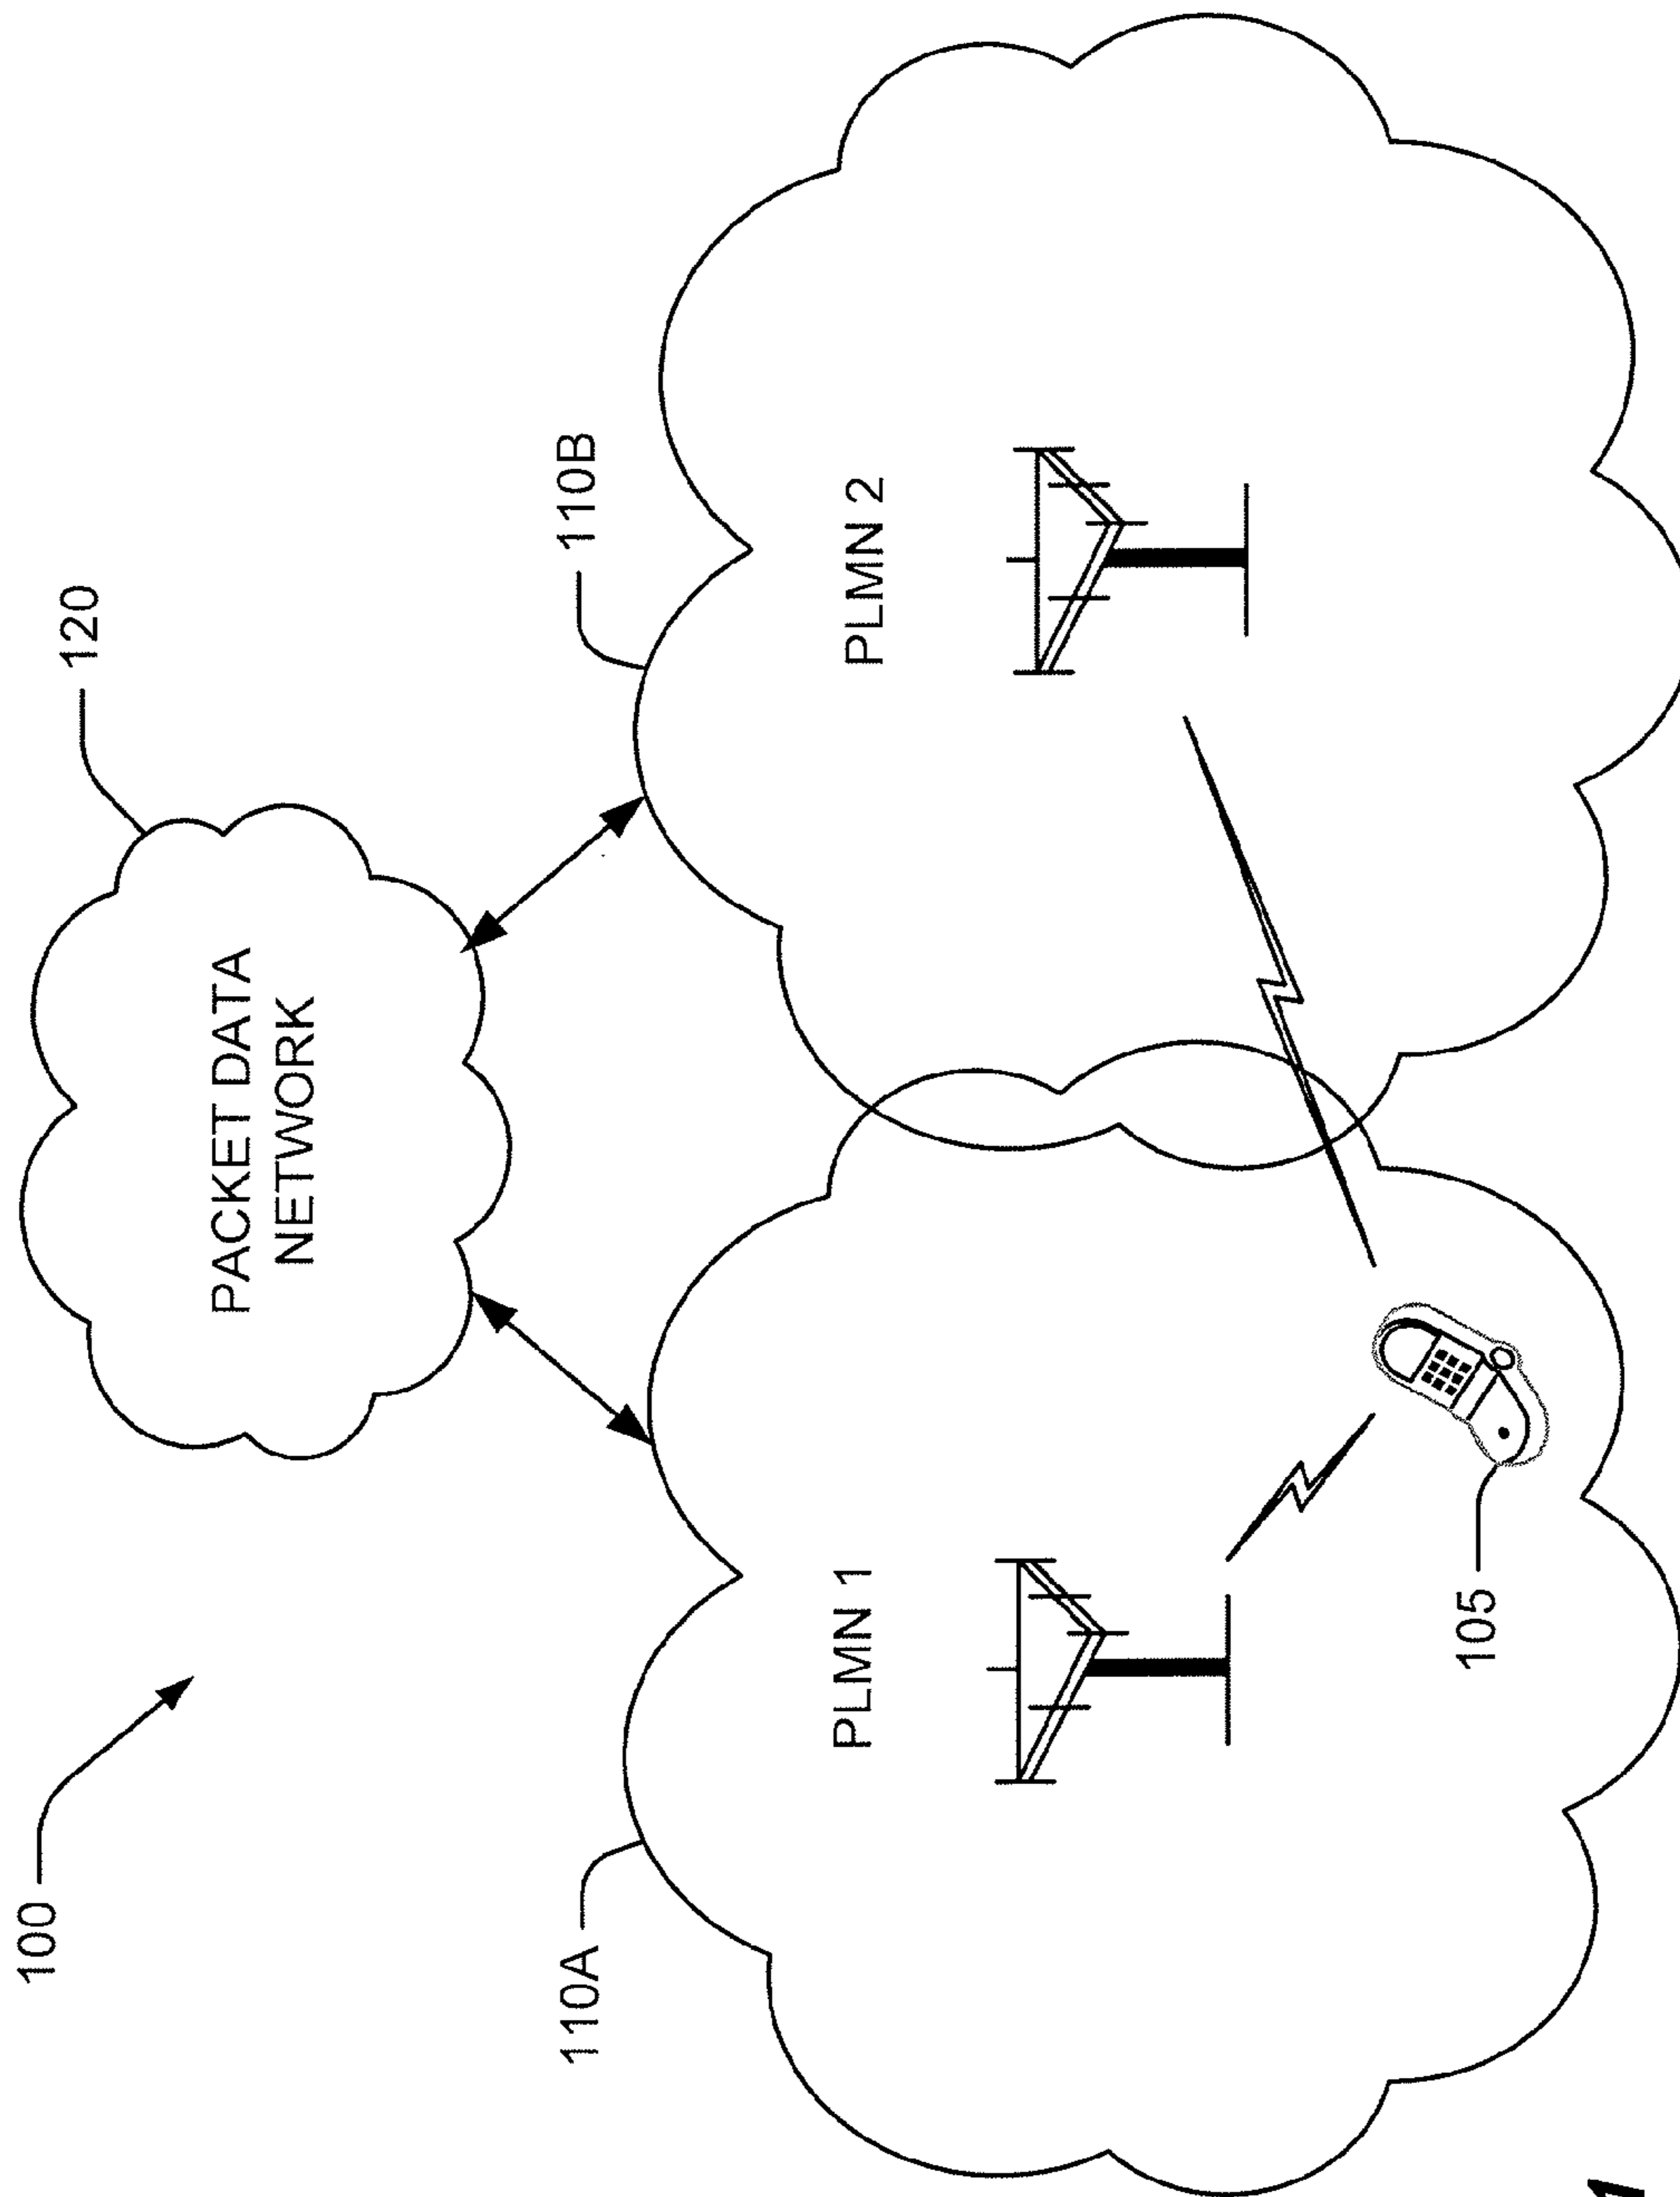 100
120
PACKET DATA
NETWORK
110A
110B
PLMN 1
PLMN 2
105